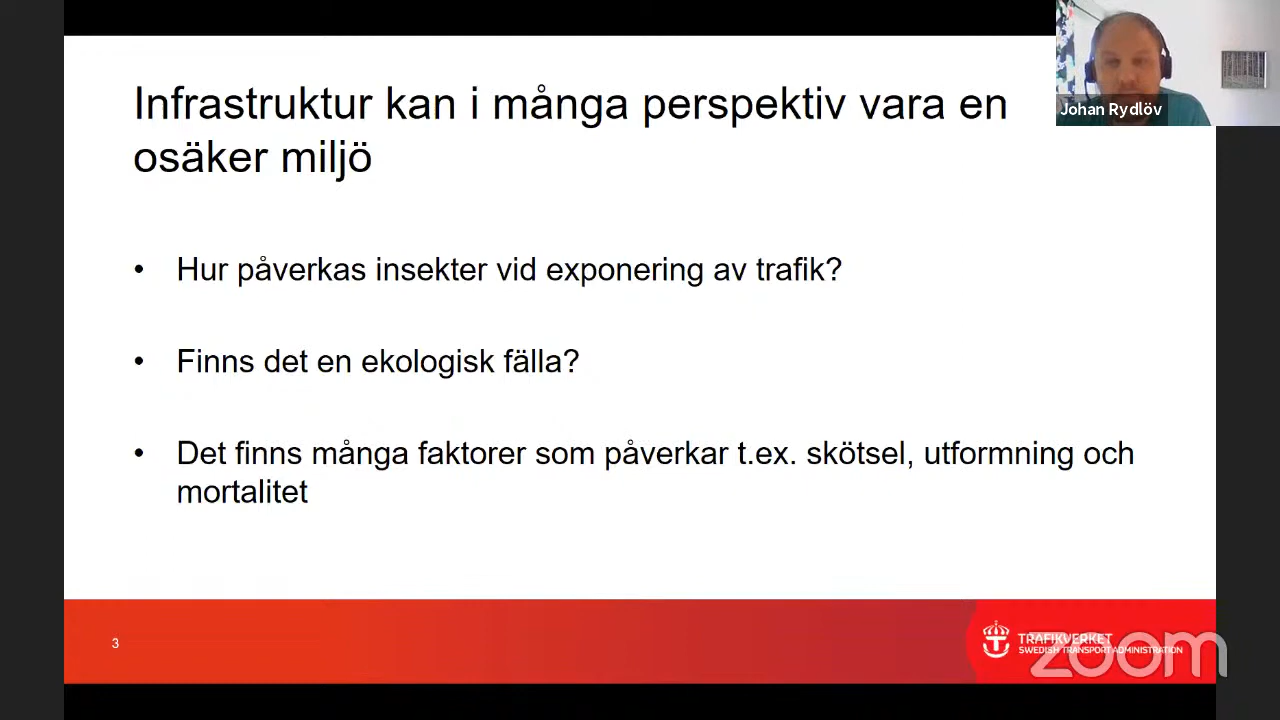 Infrastruktur kan i många perspektiv vara en
osäker miljö
• Hur påverkas insekter vid exponering av trafik?
• Finns det en ekologisk fälla?
• Det finns många faktorer som påverkar t.ex. skötsel, utformning och
mortalitet
Johan Rydlöv
3
TRAFIKVERKET
SWEDISH TRANSPORT ADMINISTRATION
zoom